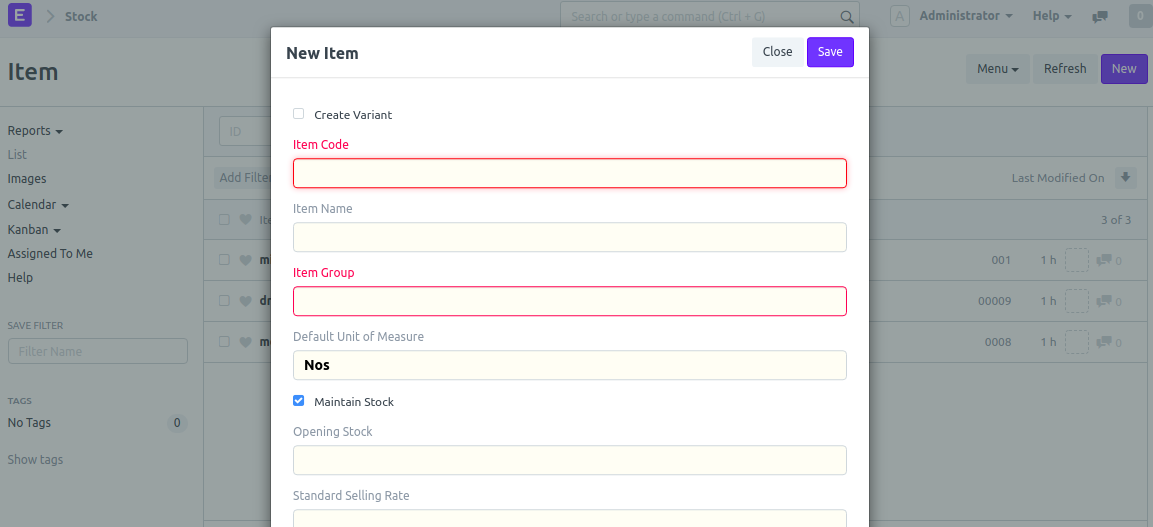 E Stock Search or type a command (Ctrl + G) A Administrator Help 0
Item Menu Refresh New
New Item Close Save
Create Variant
Item Code
Item Name
Item Group
Default Unit of Measure
Nos
Maintain Stock
Opening Stock
Standard Selling Rate
Reports
List
Images
Calendar
Kanban
Assigned To Me
Help
SAVE FILTER
Filter Name
TAGS
No Tags 0
Show tags
ID
Add Filter
Last Modified On
3 of 3
001 1 h 0
00009 1 h 0
0008 1 h 0